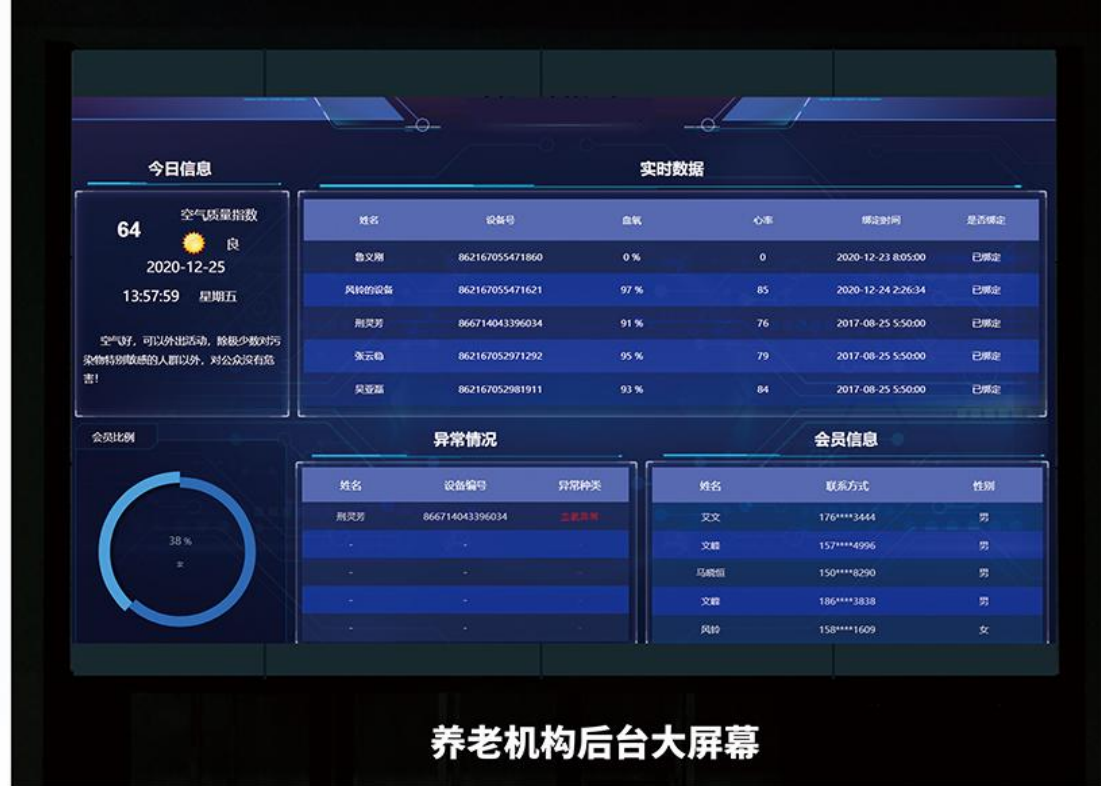 今日信息
64
空气质量指数
良
2020-12-25
13:57:59 星期五
空气好，可以外出活动，除极少数对污
染物特别敏感的人群以外，对公众没有危
害！
实时数据
姓名 设备号 血氧 心率 绑定时间 是否绑定
鲁义刚 862167055471860 0 % 0 2020-12-23 8:05:00 已绑定
风铃的设备 862167055471621 97 % 85 2020-12-24 2:26:34 已绑定
荆灵芳 866714043396034 91 % 76 2017-08-25 5:50:00 已绑定
张云稳 862167052971292 95 % 79 2017-08-25 5:50:00 已绑定
吴亚磊 862167052981911 93 % 84 2017-08-25 5:50:00 已绑定
会员比例
38 %
女
异常情况
姓名 设备编号 异常种类
荆灵芳 866714043396034
- -
- -
- -
- -
会员信息
姓名 联系方式 性别
艾文 176****3444 男
文峰 157****4996 男
马晓恒 150****8290 男
文峰 186****3838 男
风铃 158****1609 女
养老机构后台大屏幕